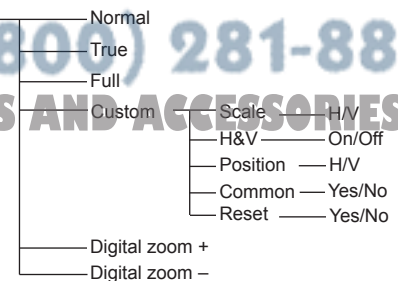 Normal
800) 281-88
True
Full
S AND ACCESSORIES
Custom Scale H/V
H&V On/Off
Position H/V
Common Yes/No
Reset Yes/No
Digital zoom +
Digital zoom –